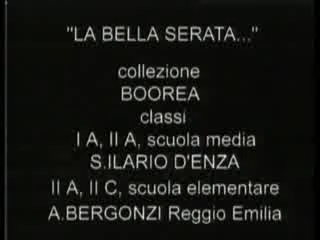 "LA BELLA SERATA..."
collezione
BOOREA
classi
I A, II A, scuola media
S.ILARIO D'ENZA
II A, II C, scuola elementare
A.BERGONZI Reggio Emilia